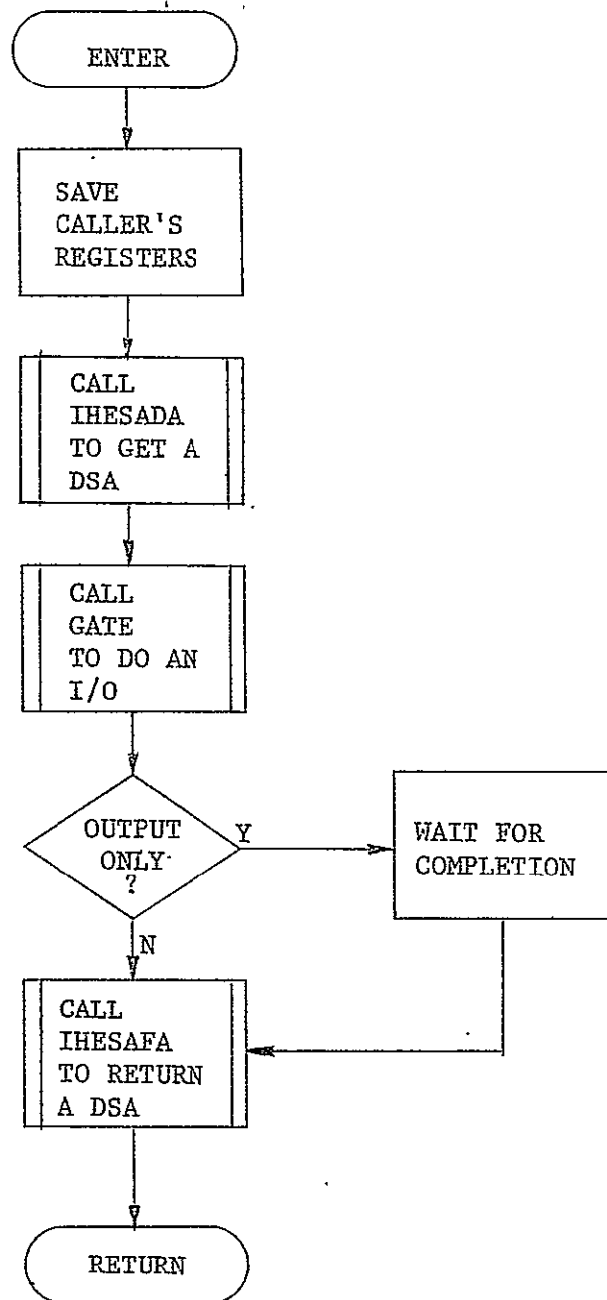 ENTER
SAVE
CALLER'S
REGISTERS
CALL
IHESADA
TO GET A
DSA
CALL
GATE
TO DO AN
I/O
OUTPUT
ONLY
?
Y
WAIT FOR
COMPLETION
N
CALL
IHESAFA
TO RETURN
A DSA
RETURN